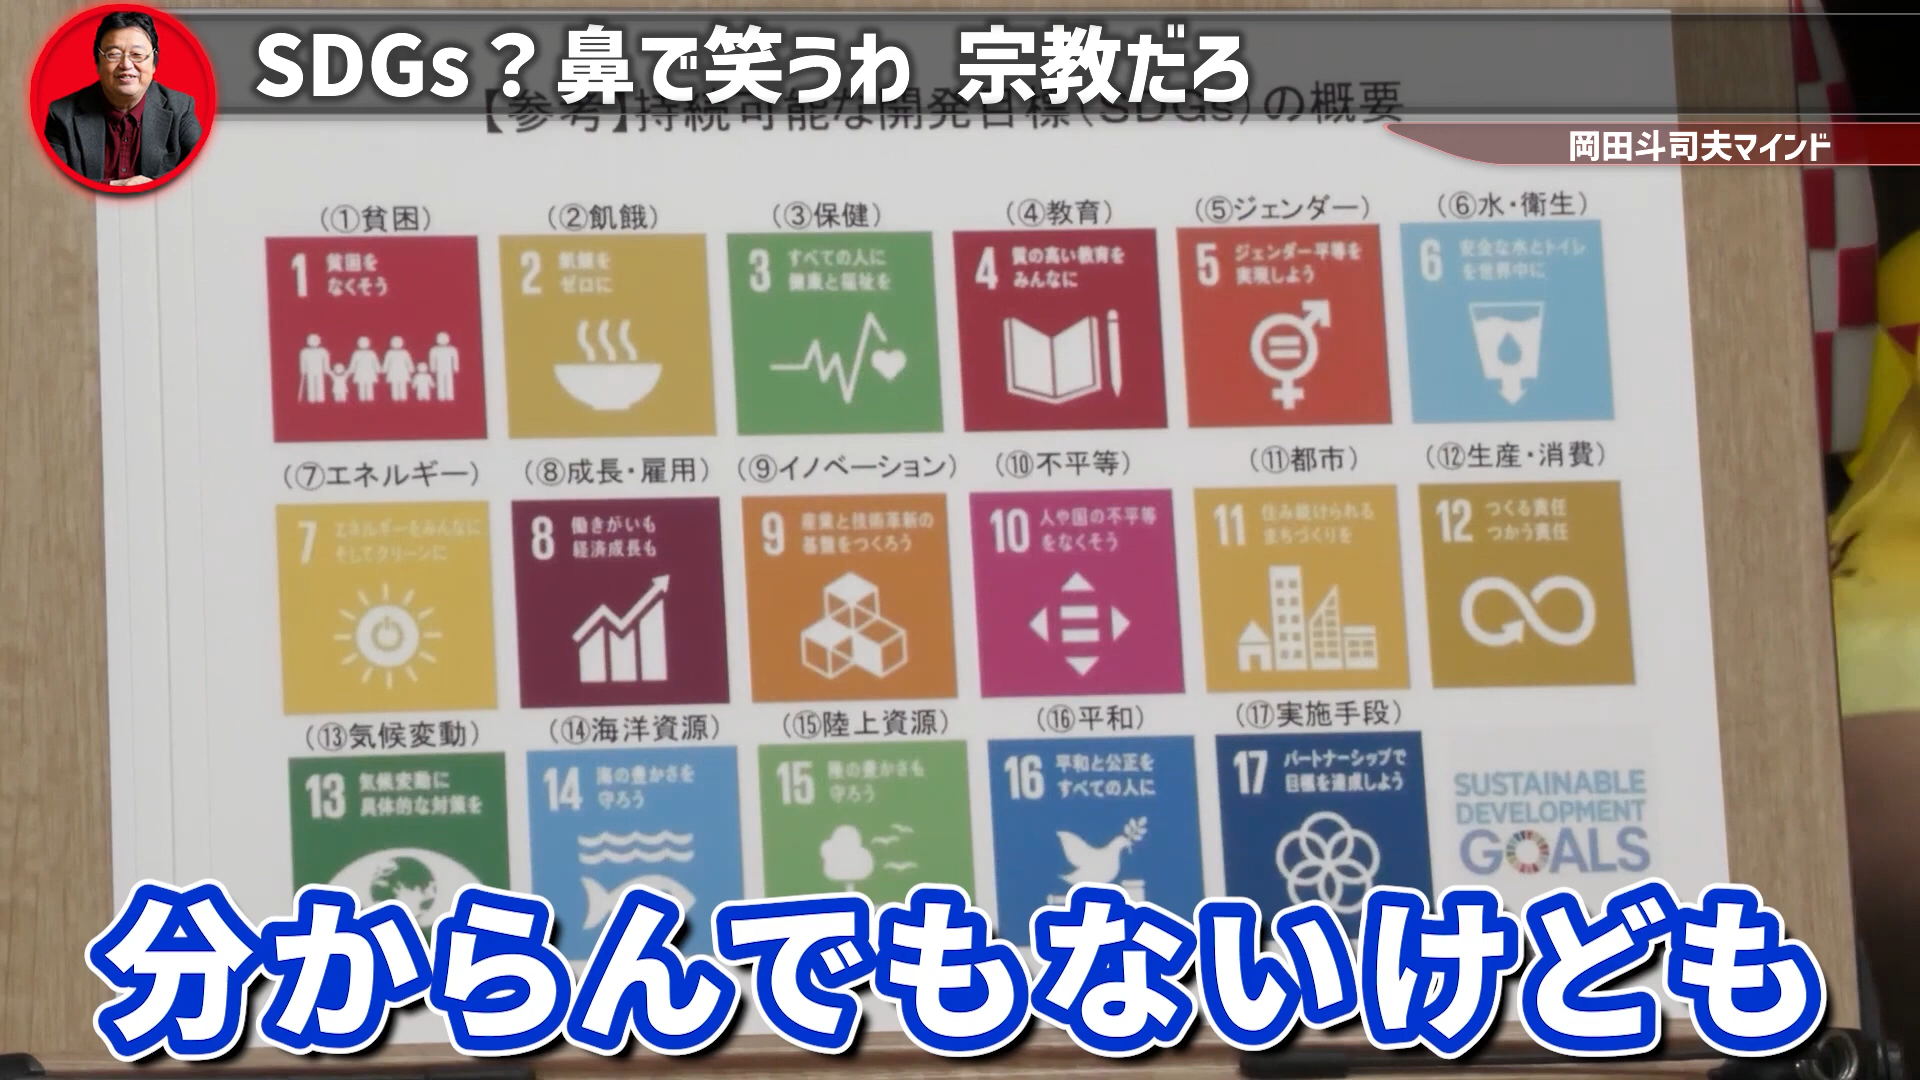 SDGs？鼻で笑うわ 宗教だろ
【参考】持続可能な開発目標（SDGs）の概要
岡田斗司夫マインド
（①貧困）
（②飢餓）
（③保健）
（④教育）
（⑤ジェンダー）
（⑥水・衛生）
1 貧困を
なくそう
2 飢餓を
ゼロに
3 すべての人に
健康と福祉を
4 質の高い教育を
みんなに
5 ジェンダー平等を
実現しよう
6 安全な水とトイレ
を世界中に
（⑦エネルギー）
（⑧成長・雇用）
（⑨イノベーション）
（⑩不平等）
（⑪都市）
（⑫生産・消費）
7 エネルギーをみんなに
そしてクリーンに
8 働きがいも
経済成長も
9 産業と技術革新の
基盤をつくろう
10 人や国の不平等
をなくそう
11 住み続けられる
まちづくりを
12 つくる責任
つかう責任
（⑬気候変動）
（⑭海洋資源）
（⑮陸上資源）
（⑯平和）
（⑰実施手段）
13 気候変動に
具体的な対策を
14 海の豊かさを
守ろう
15 陸の豊かさも
守ろう
16 平和と公正を
すべての人に
17 パートナーシップで
目標を達成しよう
SUSTAINABLE
DEVELOPMENT
GOALS
分からんでもないけども